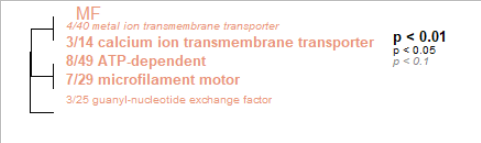 MF
4/40 metal ion transmembrane transporter
3/14 calcium ion transmembrane transporter
8/49 ATP-dependent
7/29 microfilament motor
3/25 guanyl-nucleotide exchange factor
p < 0.01
p < 0.05
p < 0.1